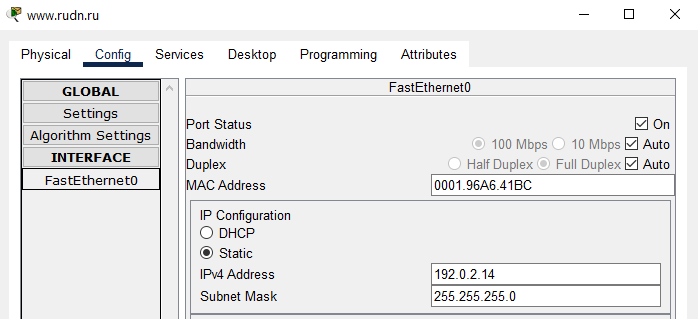 www.rudn.ru
Physical Config Services Desktop Programming Attributes
GLOBAL
Settings
Algorithm Settings
INTERFACE
FastEthernet0
FastEthernet0
Port Status On
Bandwidth 100 Mbps 10 Mbps Auto
Duplex Half Duplex Full Duplex Auto
MAC Address 0001.96A6.41BC
IP Configuration
DHCP
Static
IPv4 Address 192.0.2.14
Subnet Mask 255.255.255.0